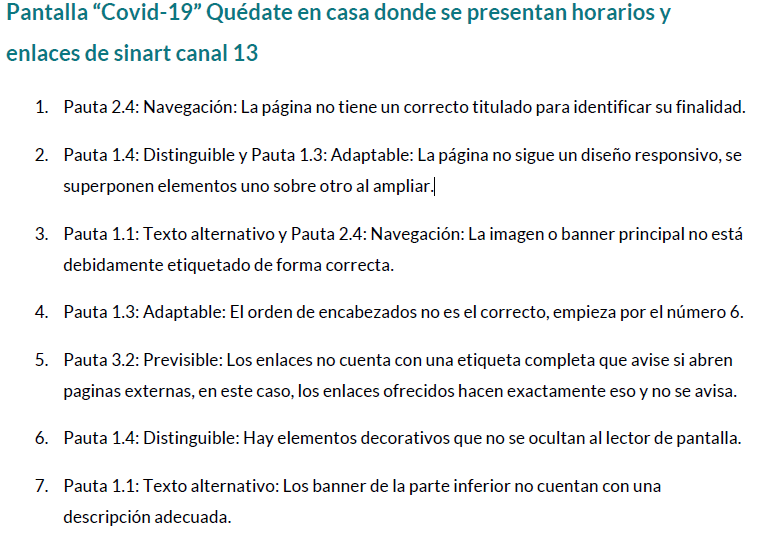 Pantalla “Covid-19” Quédate en casa donde se presentan horarios y
enlaces de sinart canal 13
1. Pauta 2.4: Navegación: La página no tiene un correcto titulado para identificar su finalidad.
2. Pauta 1.4: Distinguible y Pauta 1.3: Adaptable: La página no sigue un diseño responsivo, se
superponen elementos uno sobre otro al ampliar.
3. Pauta 1.1: Texto alternativo y Pauta 2.4: Navegación: La imagen o banner principal no está
debidamente etiquetado de forma correcta.
4. Pauta 1.3: Adaptable: El orden de encabezados no es el correcto, empieza por el número 6.
5. Pauta 3.2: Previsible: Los enlaces no cuenta con una etiqueta completa que avise si abren
paginas externas, en este caso, los enlaces ofrecidos hacen exactamente eso y no se avisa.
6. Pauta 1.4: Distinguible: Hay elementos decorativos que no se ocultan al lector de pantalla.
7. Pauta 1.1: Texto alternativo: Los banner de la parte inferior no cuentan con una
descripción adecuada.